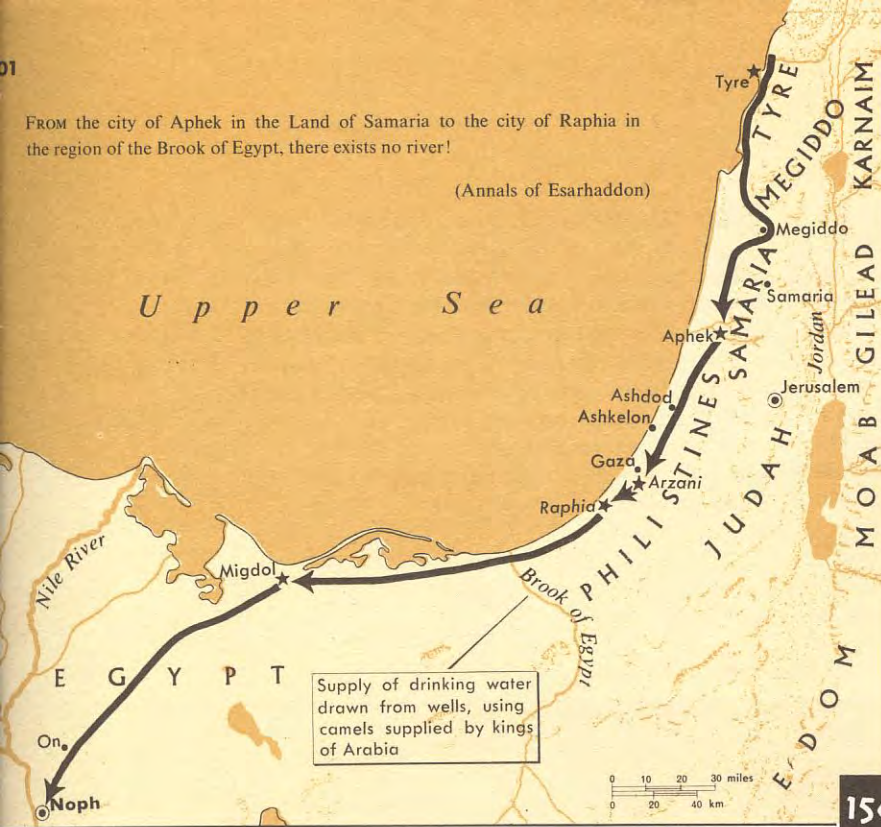 01
FROM the city of Aphek in the Land of Samaria to the city of Raphia in
the region of the Brook of Egypt, there exists no river!
(Annals of Esarhaddon)
Upper Sea
Tyre
TYRE
MEGIDDO
KARNAIM
Megiddo
SAMARIA
Samaria
GILEAD
Jordan
Aphek
Jerusalem
Ashdod
Ashkelon
PHILISTINES
JUDAH
MOAB
Gaza
Arzani
Raphia
Nile River
Migdol
Brook of Egypt
EGYPT
EDOM
Supply of drinking water
drawn from wells, using
camels supplied by kings
of Arabia
On
Noph
0 10 20 30 miles
0 20 40 km